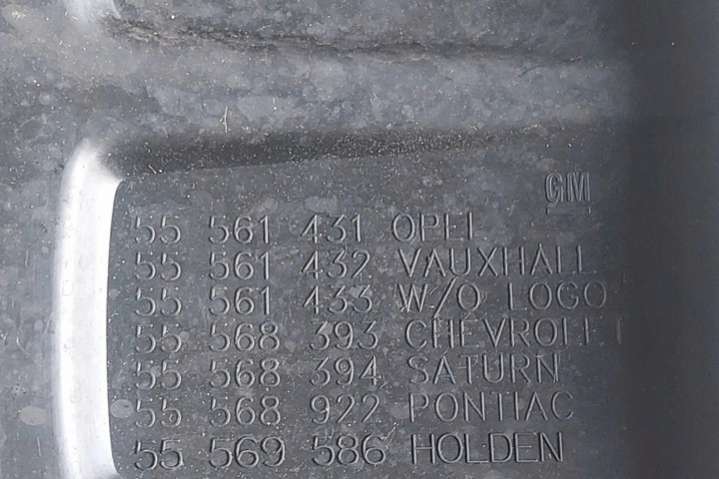 GM
55 561 431 OPEL
55 561 432 VAUXHALL
55 561 433 W/O LOGO
55 568 393 CHEVROLET
55 568 394 SATURN
55 568 922 PONTIAC
55 569 586 HOLDEN